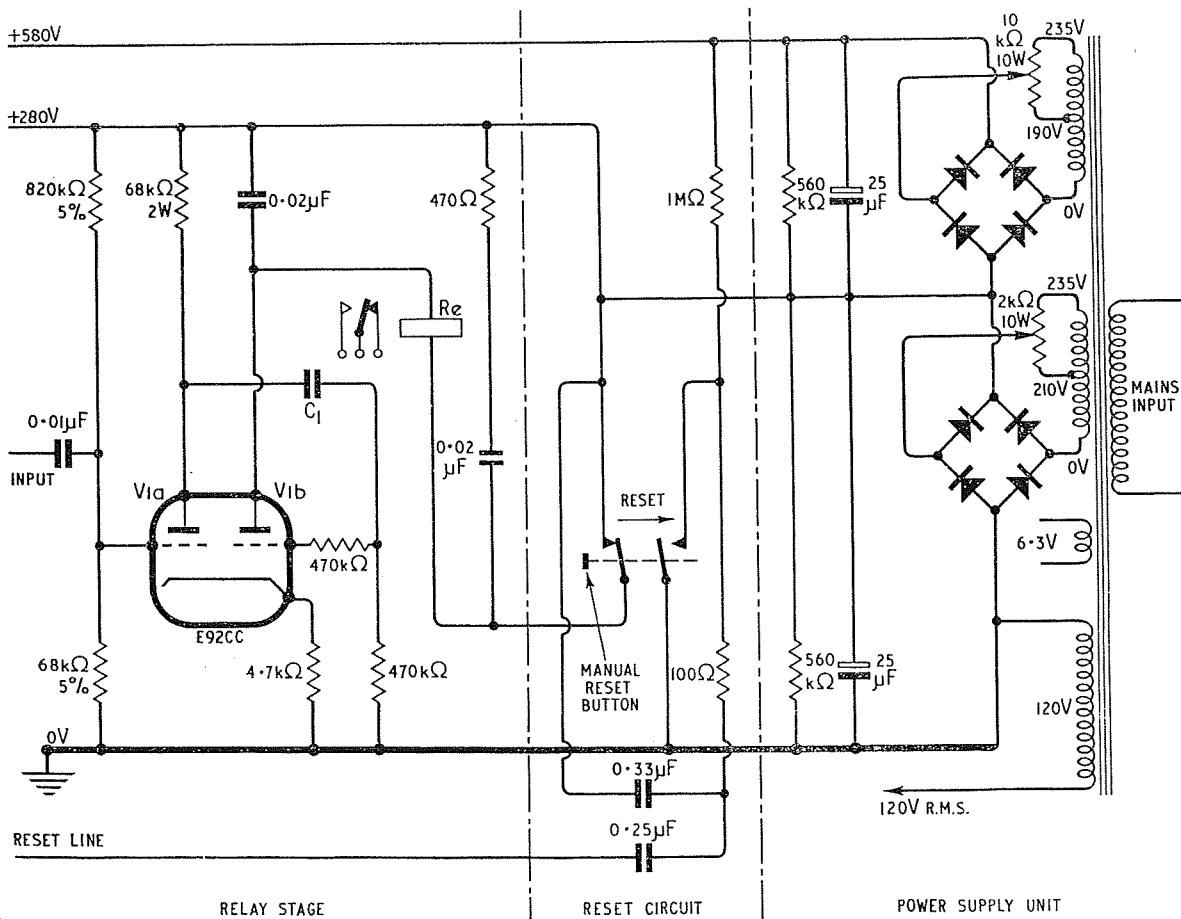 +580V
10
kΩ
10W
235V
190V
0V
+280V
820kΩ
5%
68kΩ
2W
0·02µF
470Ω
1MΩ
560
kΩ
25
µF
Re
C1
2kΩ
10W
235V
210V
0V
MAINS
INPUT
0·01µF
INPUT
V1a
V1b
0·02
µF
RESET
470kΩ
E92CC
6·3V
68kΩ
5%
4·7kΩ
470kΩ
MANUAL
RESET
BUTTON
100Ω
560
kΩ
25
µF
120V
0V
0·33µF
120V R.M.S.
RESET LINE
0·25µF
RELAY STAGE
RESET CIRCUIT
POWER SUPPLY UNIT